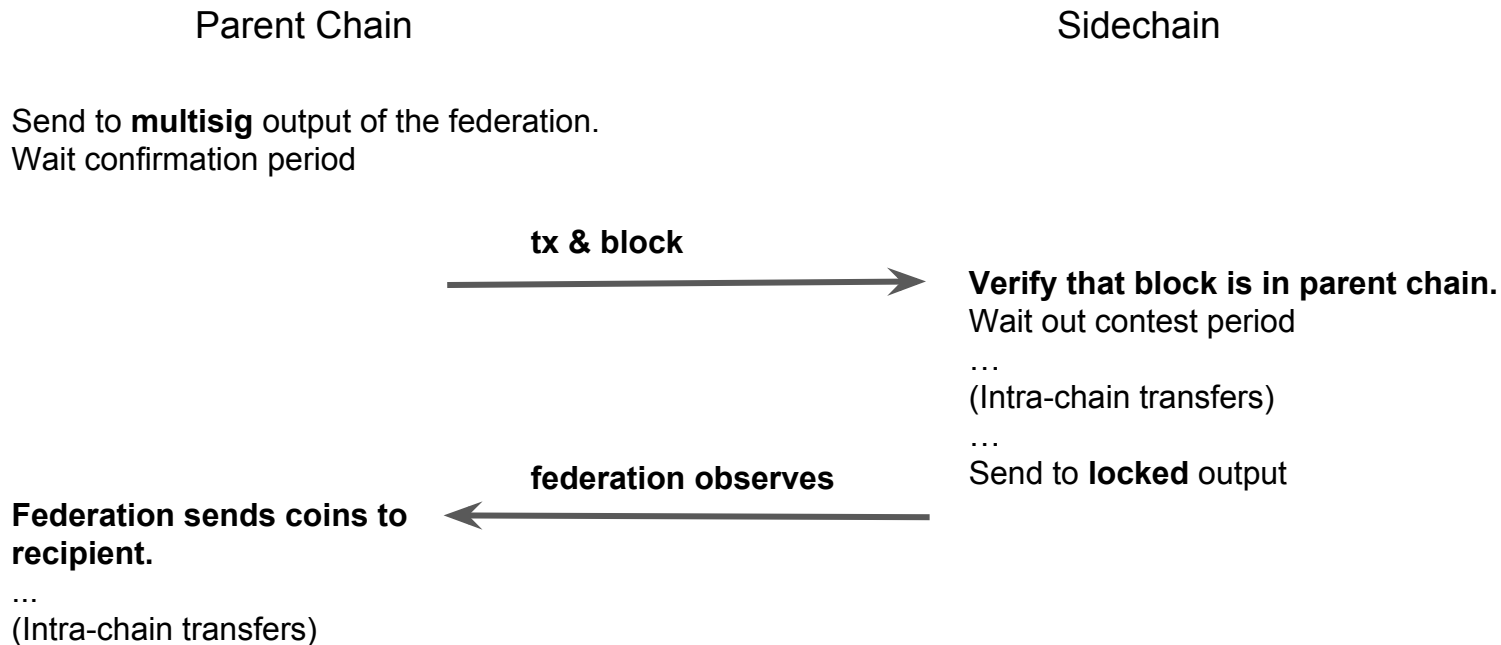 Parent Chain
Sidechain
Send to multisig output of the federation.
Wait confirmation period
tx & block
Verify that block is in parent chain.
Wait out contest period
…
(Intra-chain transfers)
…
Send to locked output
federation observes
Federation sends coins to
recipient.
...
(Intra-chain transfers)